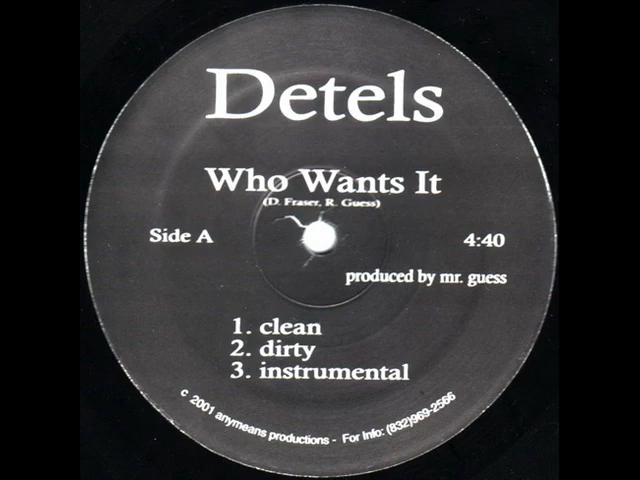 Detels
Who Wants It
(D. Fraser, R. Guess)
Side A
4:40
produced by mr. guess
1. clean
2. dirty
3. instrumental
c 2001 anymeans productions - For Info: (832)969-2566